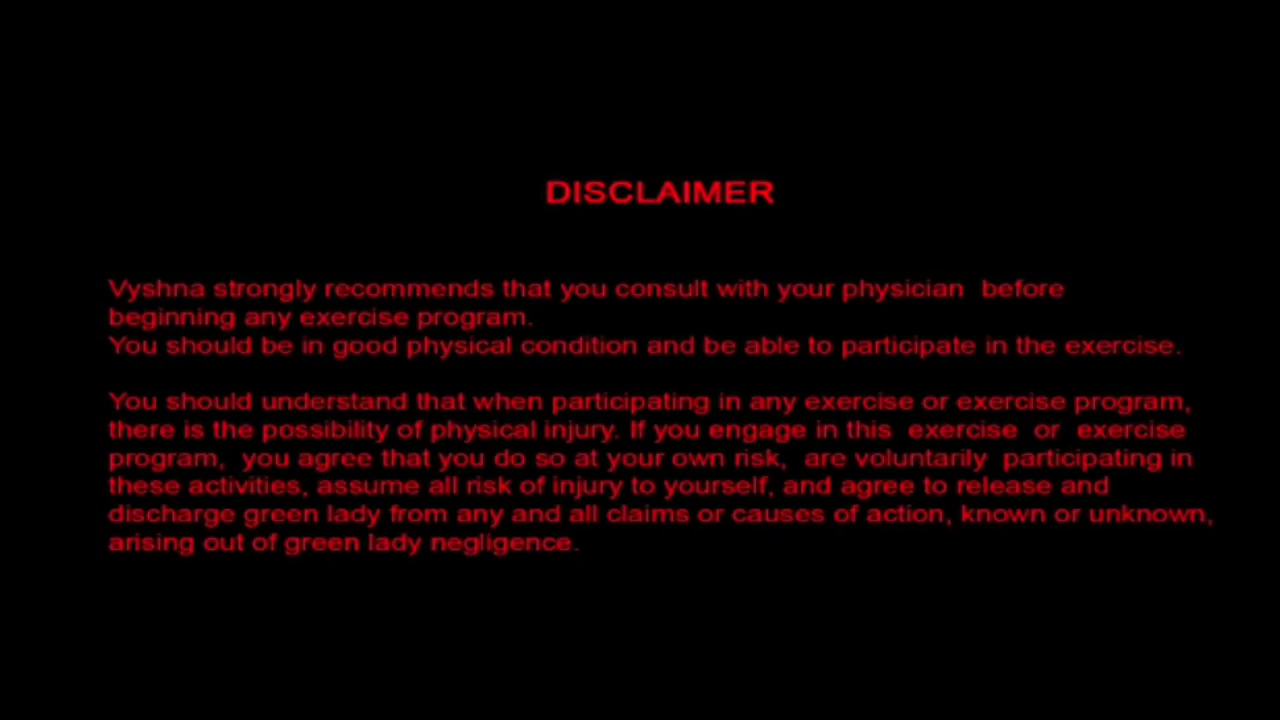 DISCLAIMER
Vyshna strongly recommends that you consult with your physician before
beginning any exercise program.
You should be in good physical condition and be able to participate in the exercise.
You should understand that when participating in any exercise or exercise program,
there is the possibility of physical injury. If you engage in this exercise or exercise
program, you agree that you do so at your own risk, are voluntarily participating in
these activities, assume all risk of injury to yourself, and agree to release and
discharge green lady from any and all claims or causes of action, known or unknown,
arising out of green lady negligence.